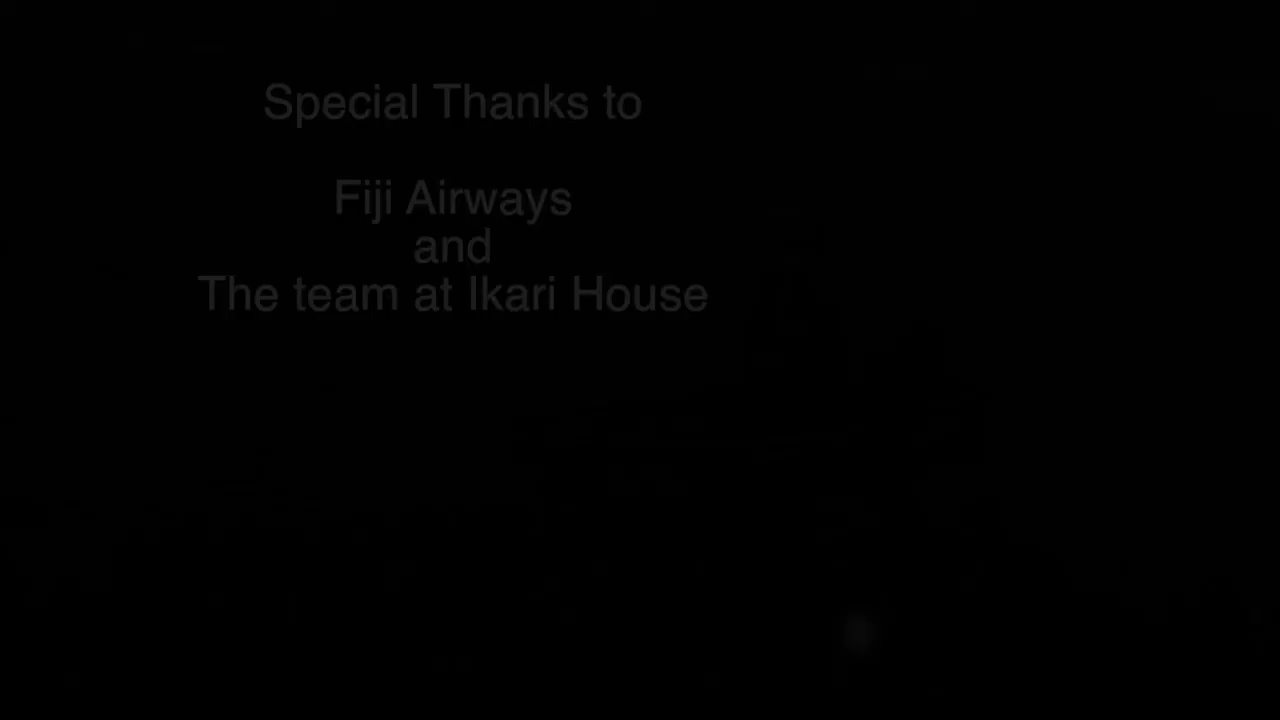 Special Thanks to
Fiji Airways
and
The team at Ikari House